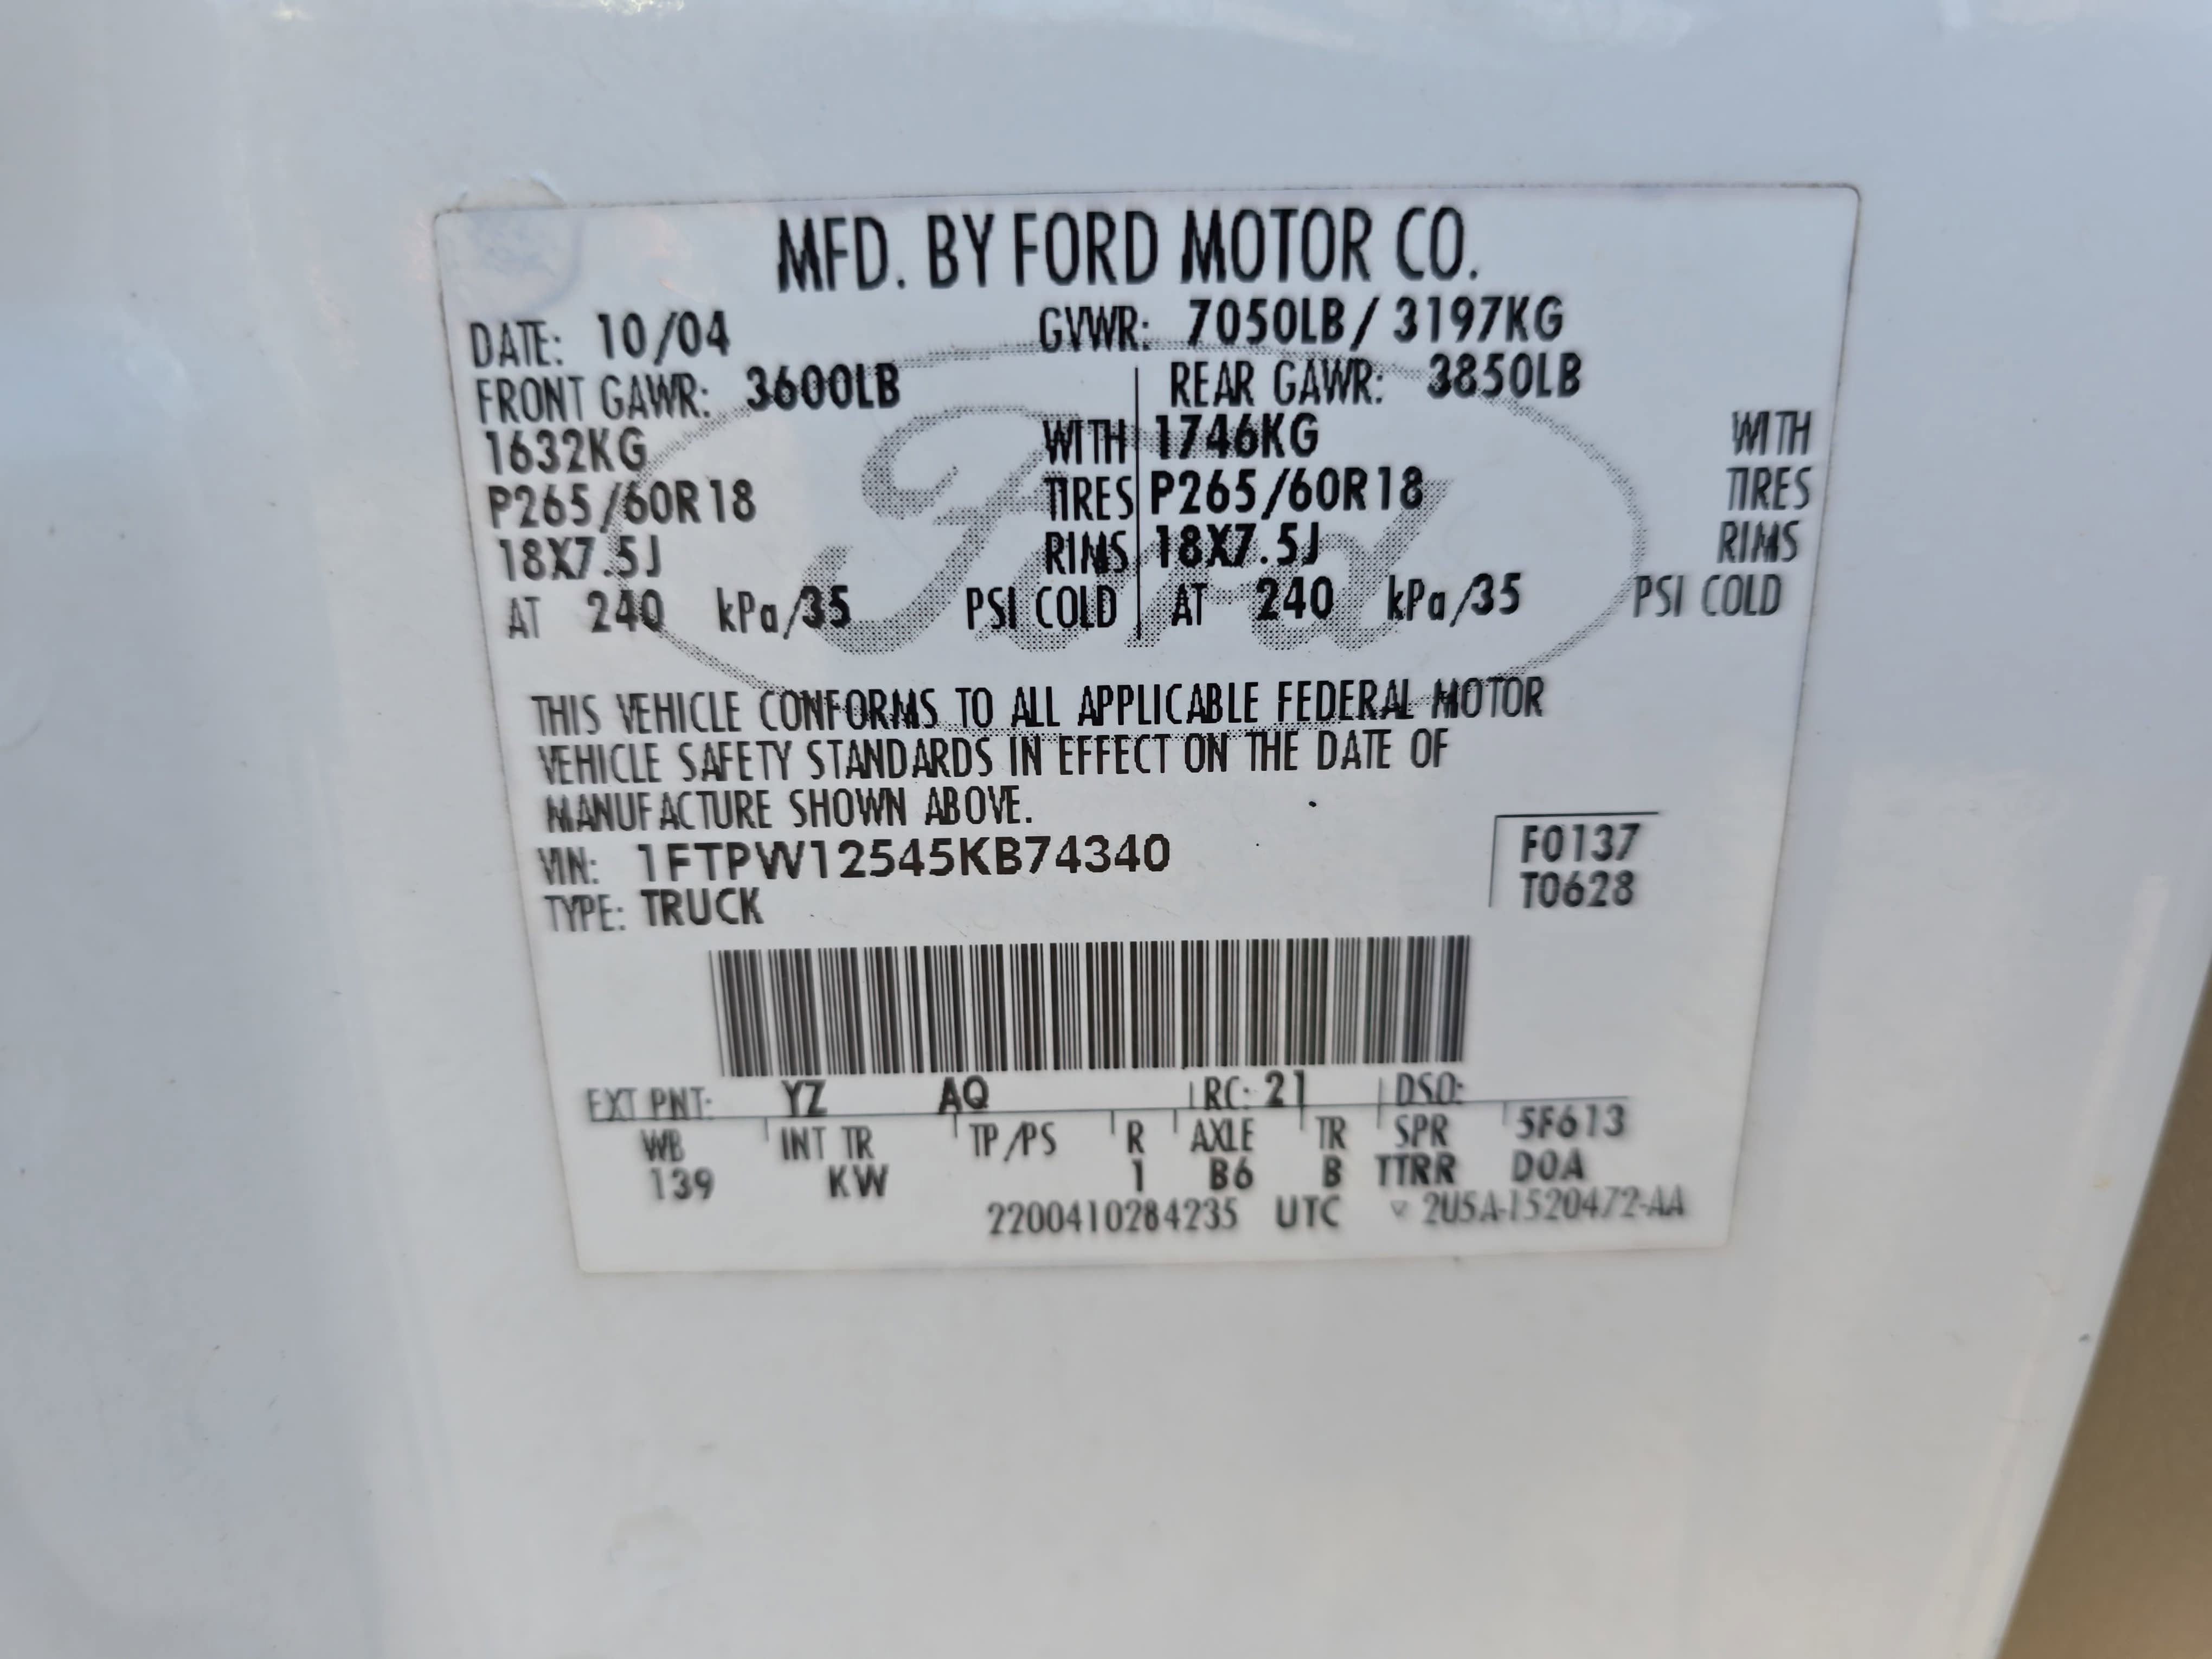 MFD. BY FORD MOTOR CO.
DATE: 10/04 GVWR: 7050LB/ 3197KG
FRONT GAWR: 3600LB REAR GAWR: 3850LB
1632KG WITH 1746KG WITH
P265/60R18 TIRES P265/60R18 TIRES
18X7.5J RIMS 18X7.5J RIMS
AT 240 kPa/35 PSI COLD AT 240 kPa/35 PSI COLD
Ford
THIS VEHICLE CONFORMS TO ALL APPLICABLE FEDERAL MOTOR
VEHICLE SAFETY STANDARDS IN EFFECT ON THE DATE OF
MANUFACTURE SHOWN ABOVE.
VIN: 1FTPW12545KB74340 F0137
TYPE: TRUCK T0628
EXT PNT: YZ AQ RC: 21 DSO:
WB INT TR TP/PS R AXLE TR SPR 5F613
139 KW 1 B6 B TTRR DOA
2200410284235 UTC ▽ 2U5A-1520472-AA